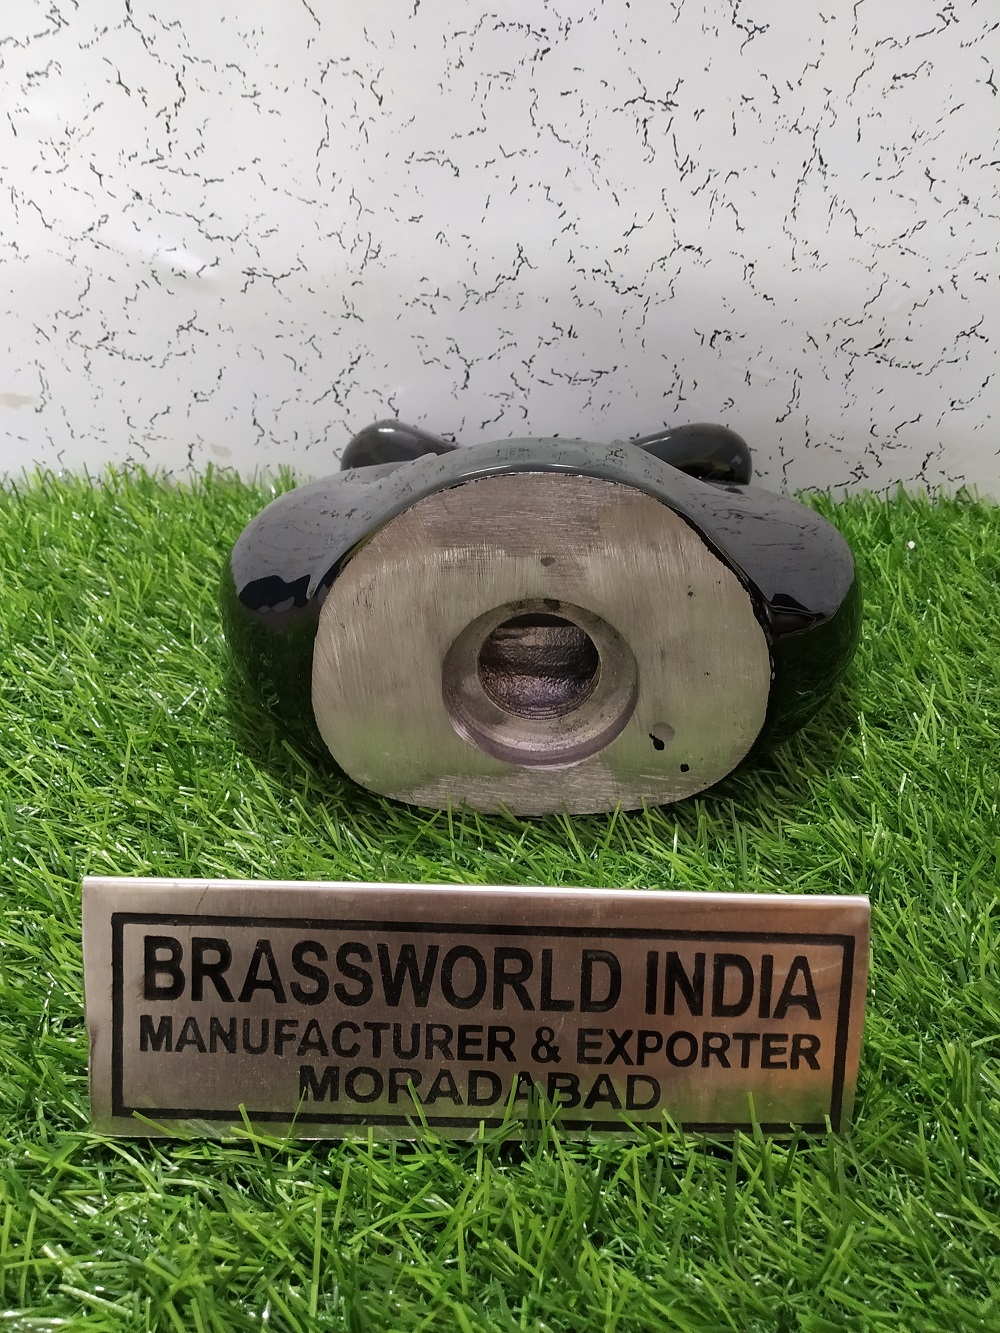 BRASSWORLD INDIA
MANUFACTURER & EXPORTER
MORADABAD